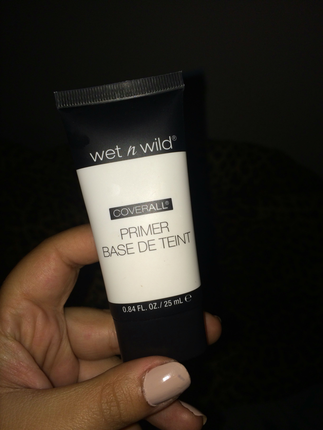 wet n wild®
COVERALL®
PRIMER
BASE DE TEINT
0.84 FL. OZ./ 25 mL ℮